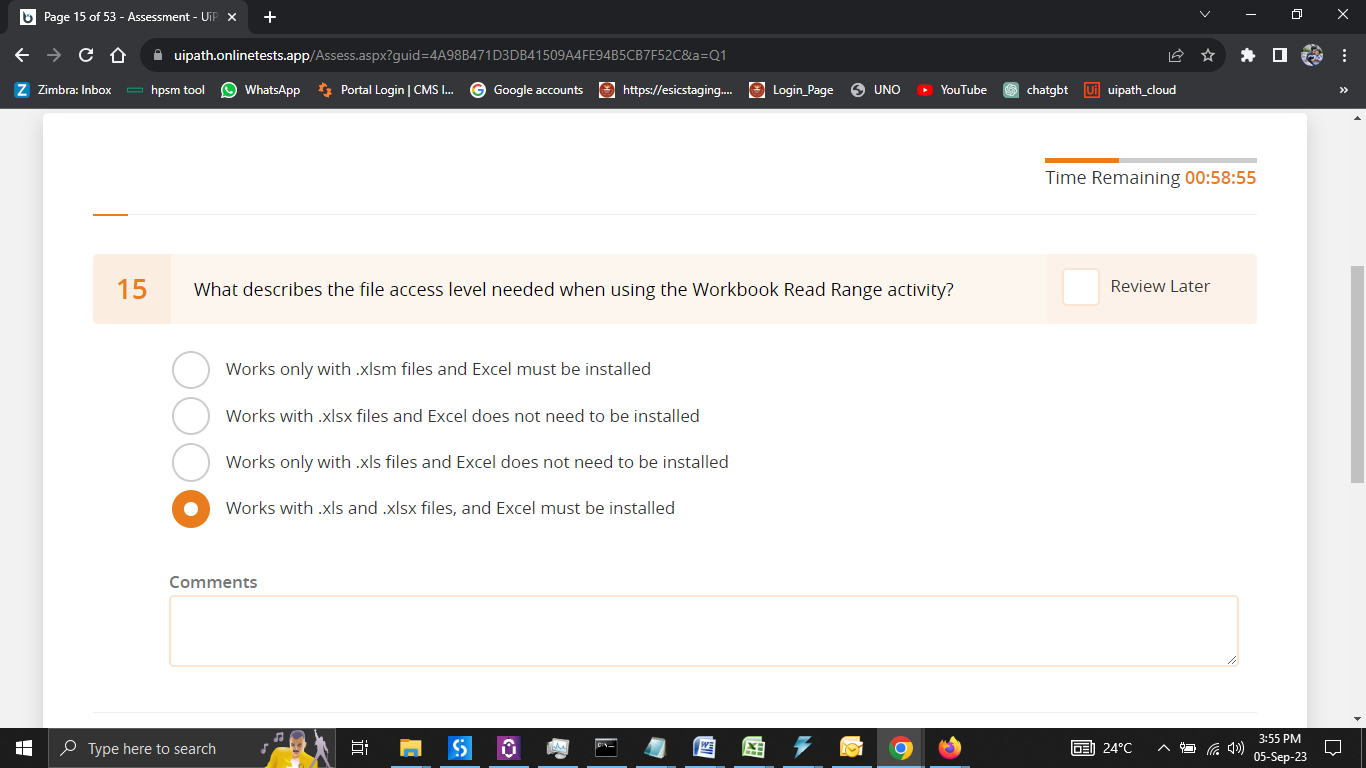 Page 15 of 53 - Assessment - UiP
uipath.onlinetests.app/Assess.aspx?guid=4A98B471D3DB41509A4FE94B5CB7F52C&a=Q1
Zimbra: Inbox
hpsm tool
WhatsApp
Portal Login | CMS I...
Google accounts
https://esicstaging....
Login_Page
UNO
YouTube
chatgbt
uipath_cloud
Time Remaining 00:58:55
15
What describes the file access level needed when using the Workbook Read Range activity?
Review Later
Works only with .xlsm files and Excel must be installed
Works with .xlsx files and Excel does not need to be installed
Works only with .xls files and Excel does not need to be installed
Works with .xls and .xlsx files, and Excel must be installed
Comments
Type here to search
24°C
3:55 PM
05-Sep-23